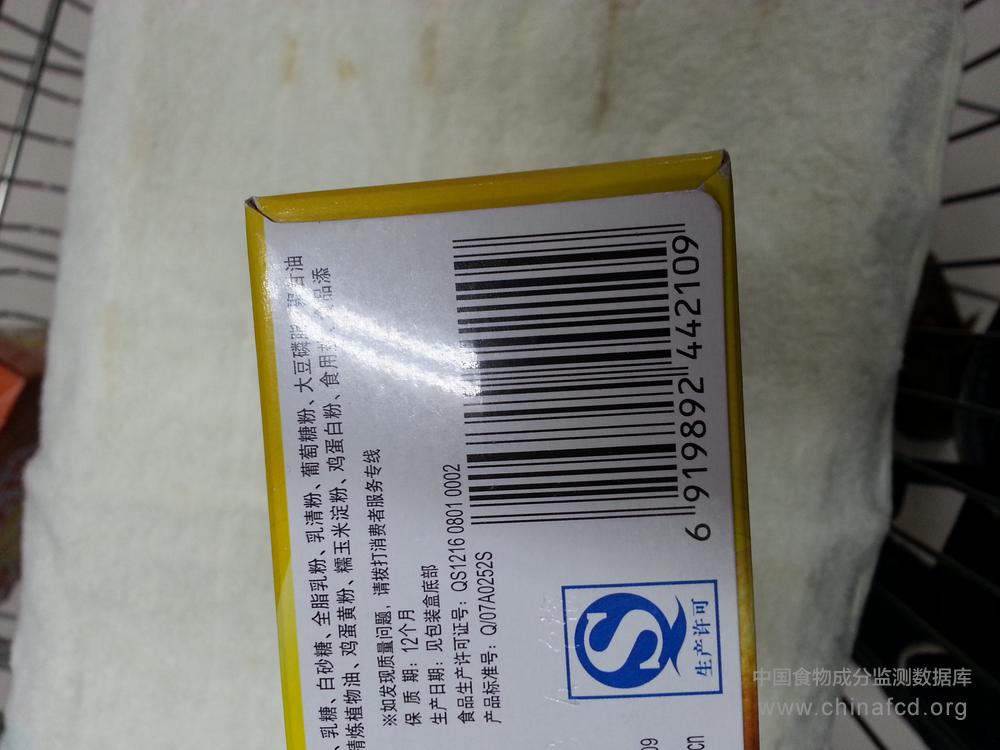 、乳糖、白砂糖、全脂乳粉、乳清粉、葡萄糖粉、大豆磷脂
精炼植物油、鸡蛋黄粉、糯玉米淀粉、鸡蛋白粉、食用 品添
※如发现质量问题，请拨打消费者服务专线
保 质 期：12个月
生产日期：见包装盒底部
食品生产许可证号：QS1216 0801 0002
产品标准号：Q/07A0252S
6 919892 442109
QS
生产许可
09
cn
中国食物成分监测数据库
www.chinafcd.org